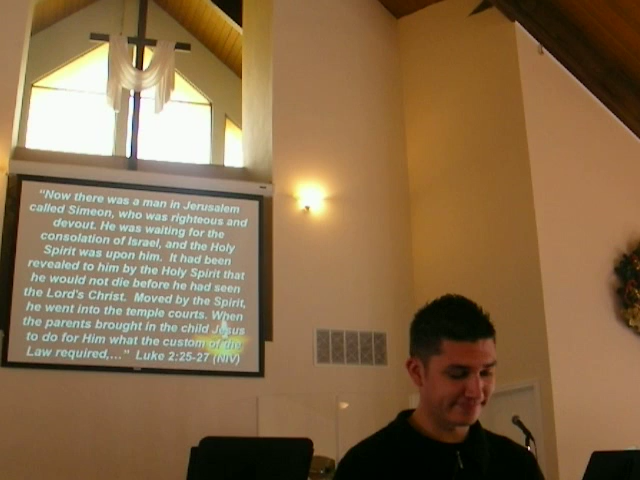 "Now there was a man in Jerusalem
called Simeon, who was righteous and
devout. He was waiting for the
consolation of Israel, and the Holy
Spirit was upon him. It had been
revealed to him by the Holy Spirit that
he would not die before he had seen
the Lord's Christ. Moved by the Spirit,
he went into the temple courts. When
the parents brought in the child Jesus
to do for Him what the custom of the
Law required,..." Luke 2:25-27 (NIV)